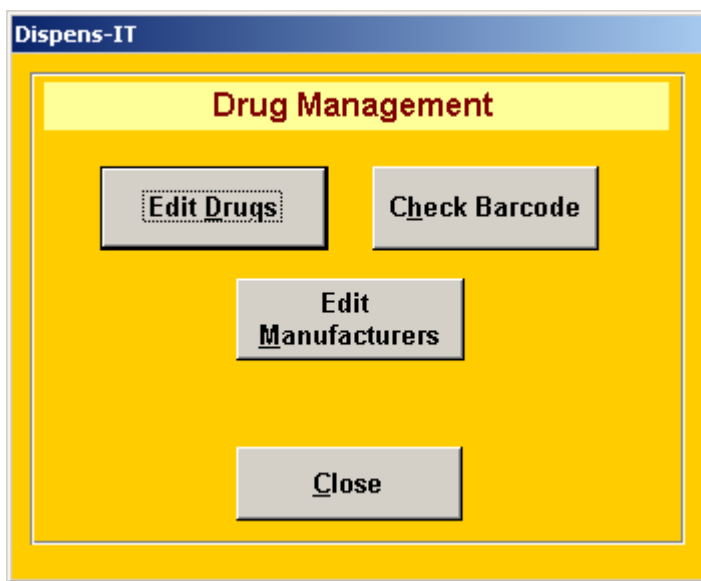 Dispens-IT
Drug Management
Edit Drugs
Check Barcode
Edit
Manufacturers
Close